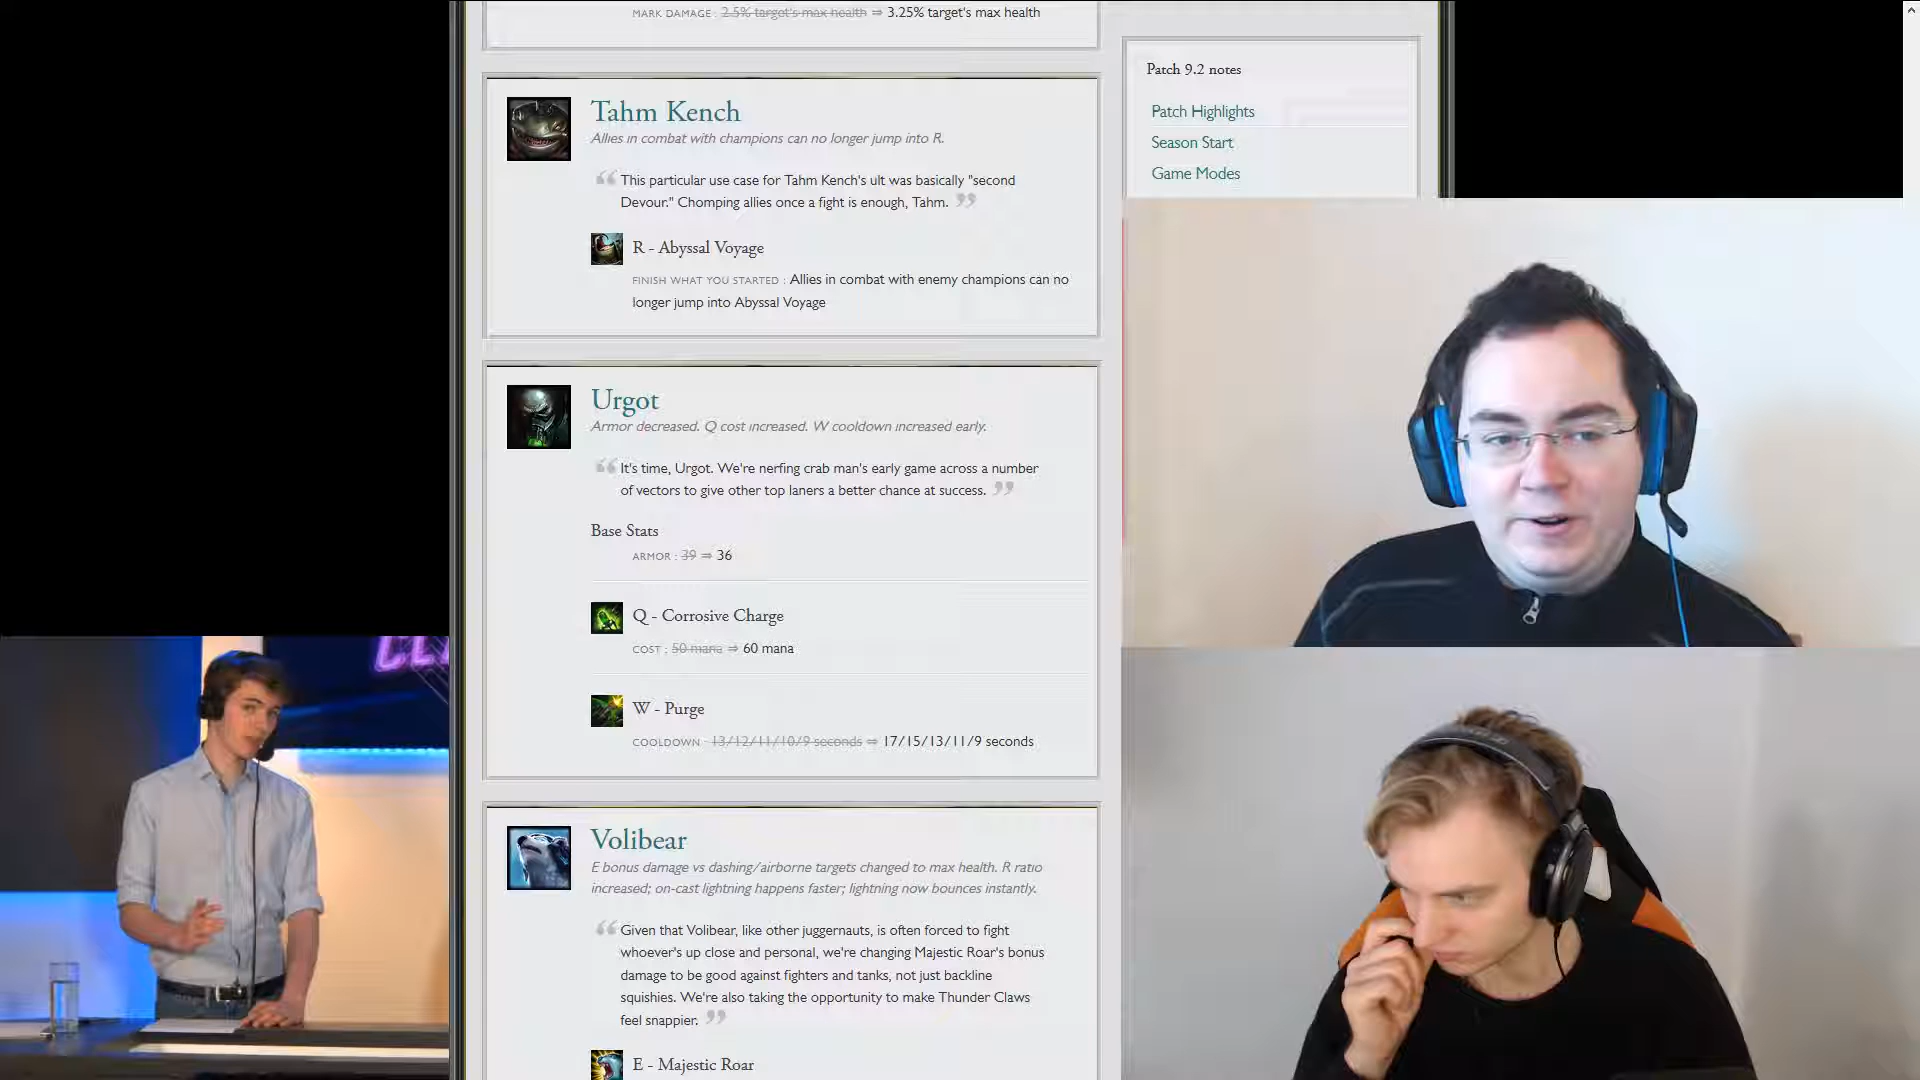 MARK DAMAGE : 2.5% target's max health ⇒ 3.25% target's max health
Tahm Kench
Allies in combat with champions can no longer jump into R.
This particular use case for Tahm Kench's ult was basically "second
Devour." Chomping allies once a fight is enough, Tahm.
R - Abyssal Voyage
FINISH WHAT YOU STARTED : Allies in combat with enemy champions can no
longer jump into Abyssal Voyage
Urgot
Armor decreased. Q cost increased. W cooldown increased early.
It's time, Urgot. We're nerfing crab man's early game across a number
of vectors to give other top laners a better chance at success.
Base Stats
ARMOR : 39 ⇒ 36
Q - Corrosive Charge
COST : 50 mana ⇒ 60 mana
W - Purge
COOLDOWN : 13/12/11/10/9 seconds ⇒ 17/15/13/11/9 seconds
Volibear
E bonus damage vs dashing/airborne targets changed to max health. R ratio
increased; on-cast lightning happens faster; lightning now bounces instantly.
Given that Volibear, like other juggernauts, is often forced to fight
whoever's up close and personal, we're changing Majestic Roar's bonus
damage to be good against fighters and tanks, not just backline
squishies. We're also taking the opportunity to make Thunder Claws
feel snappier.
E - Majestic Roar
Patch 9.2 notes
Patch Highlights
Season Start
Game Modes